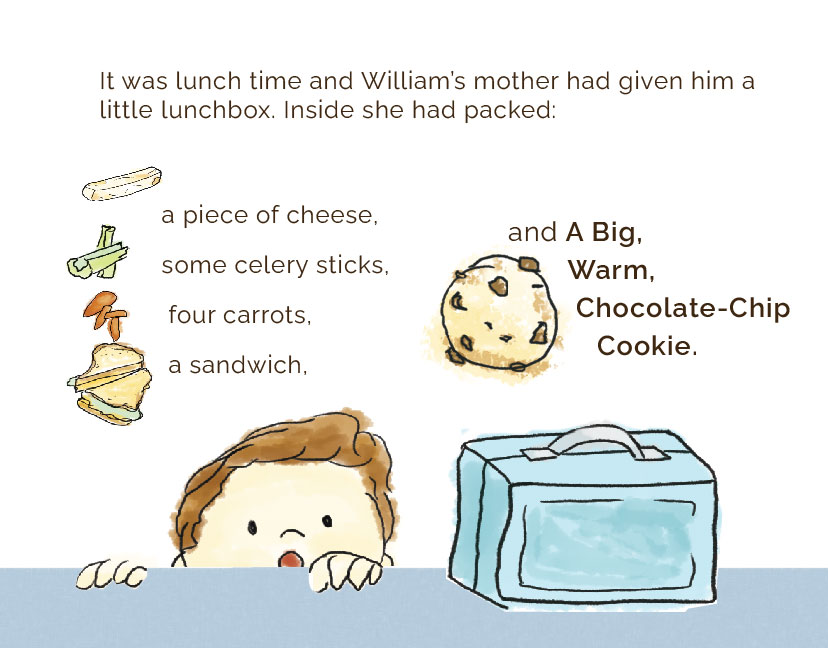 It was lunch time and William's mother had given him a
little lunchbox. Inside she had packed:
a piece of cheese,
some celery sticks,
four carrots,
a sandwich,
and A Big,
Warm,
Chocolate-Chip
Cookie.